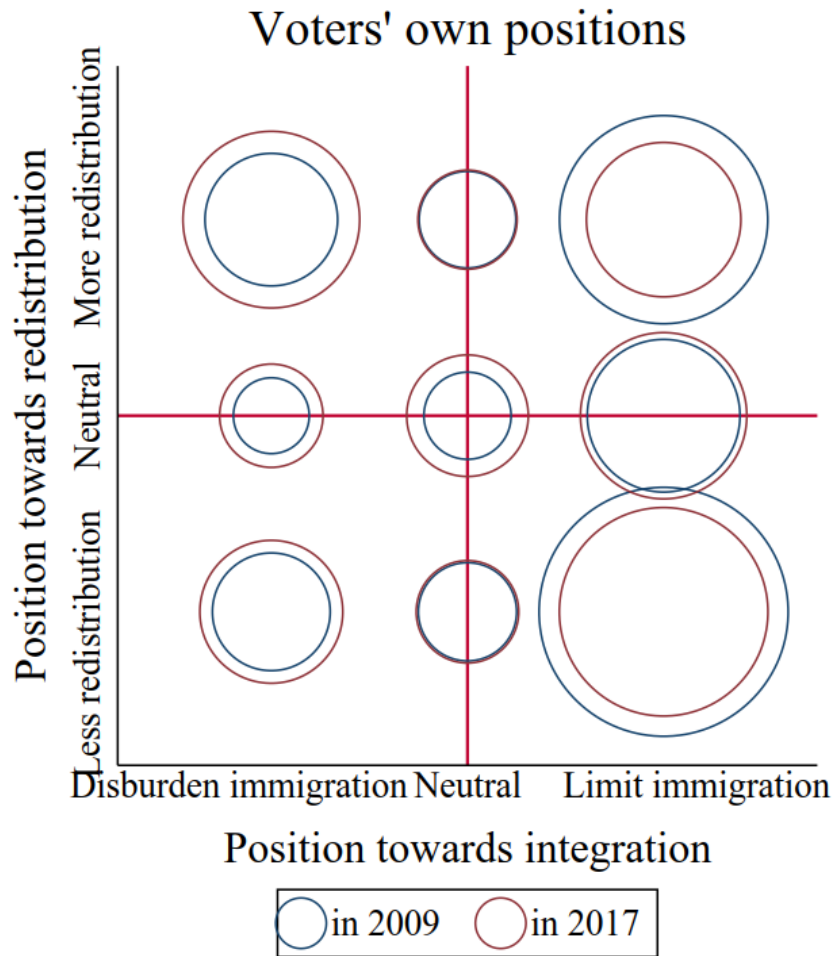 Voters' own positions
Position towards redistribution
More redistribution
Neutral
Less redistribution
Disburden immigration
Neutral
Limit immigration
Position towards integration
in 2009
in 2017